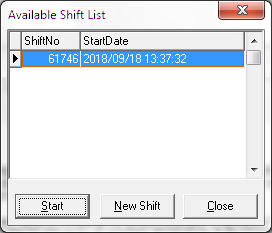 Available Shift List
ShiftNo StartDate
61746 2018/09/18 13:37:32
Start New Shift Close